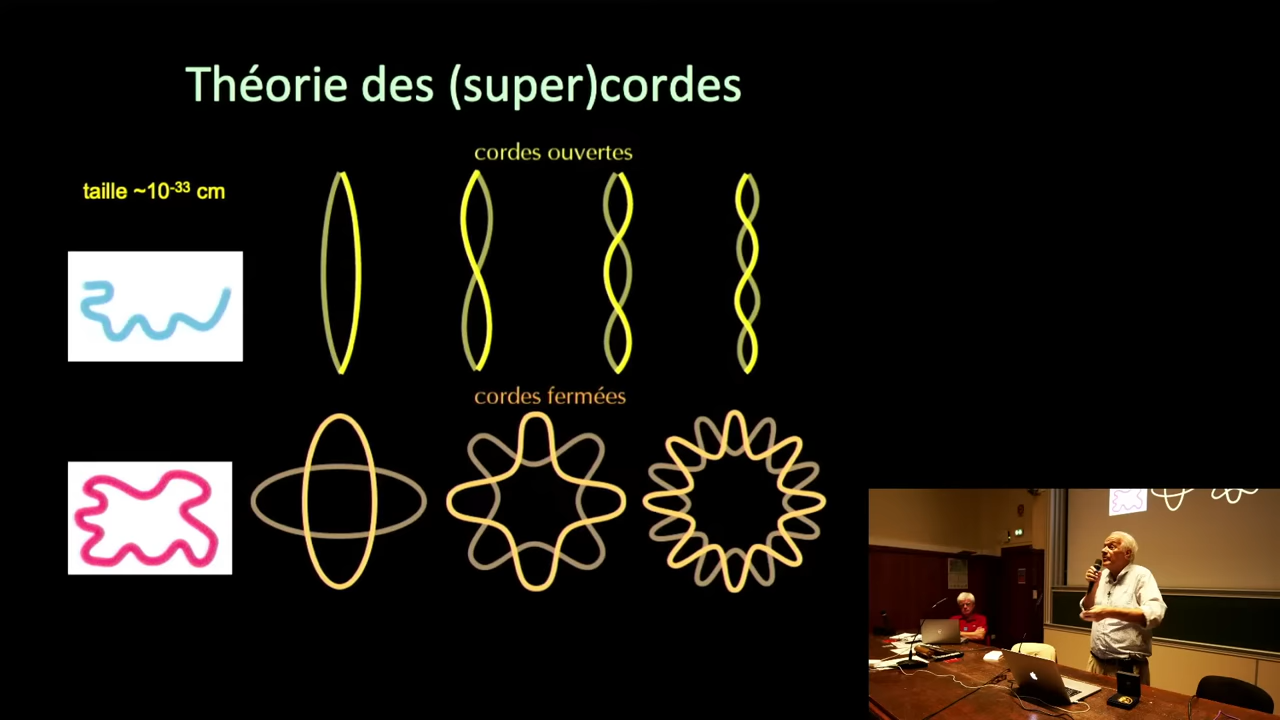 Théorie des (super)cordes
cordes ouvertes
taille ~10⁻³³ cm
cordes fermées